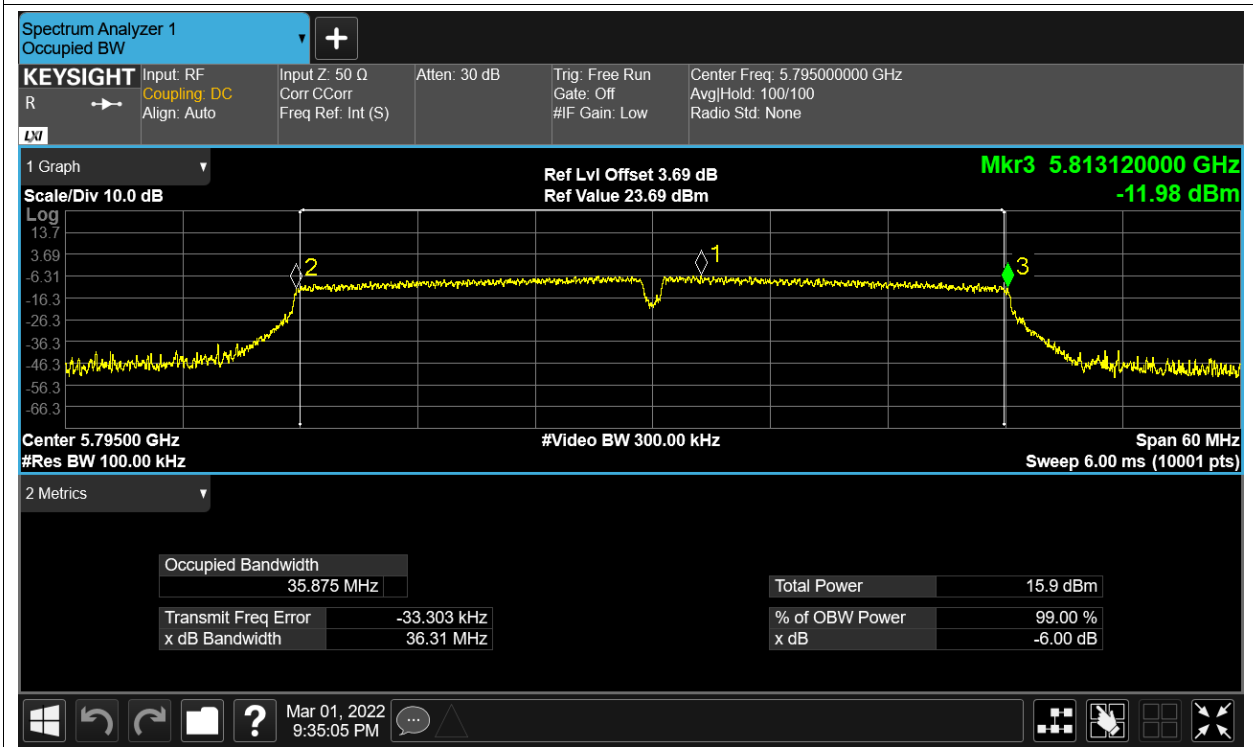 Spectrum Analyzer 1
Occupied BW
+
KEYSIGHT
R
LXI
Input: RF
Coupling: DC
Align: Auto
Input Z: 50 Ω
Corr CCorr
Freq Ref: Int (S)
Atten: 30 dB
Trig: Free Run
Gate: Off
#IF Gain: Low
Center Freq: 5.795000000 GHz
Avg|Hold: 100/100
Radio Std: None
1 Graph
Scale/Div 10.0 dB
Ref Lvl Offset 3.69 dB
Ref Value 23.69 dBm
Mkr3 5.813120000 GHz
-11.98 dBm
Log
13.7
3.69
-6.31
-16.3
-26.3
-36.3
-46.3
-56.3
-66.3
2
1
3
Center 5.79500 GHz
#Res BW 100.00 kHz
#Video BW 300.00 kHz
Span 60 MHz
Sweep 6.00 ms (10001 pts)
2 Metrics
Occupied Bandwidth
35.875 MHz
Transmit Freq Error -33.303 kHz
x dB Bandwidth 36.31 MHz
Total Power 15.9 dBm
% of OBW Power 99.00 %
x dB -6.00 dB
?
Mar 01, 2022
9:35:05 PM